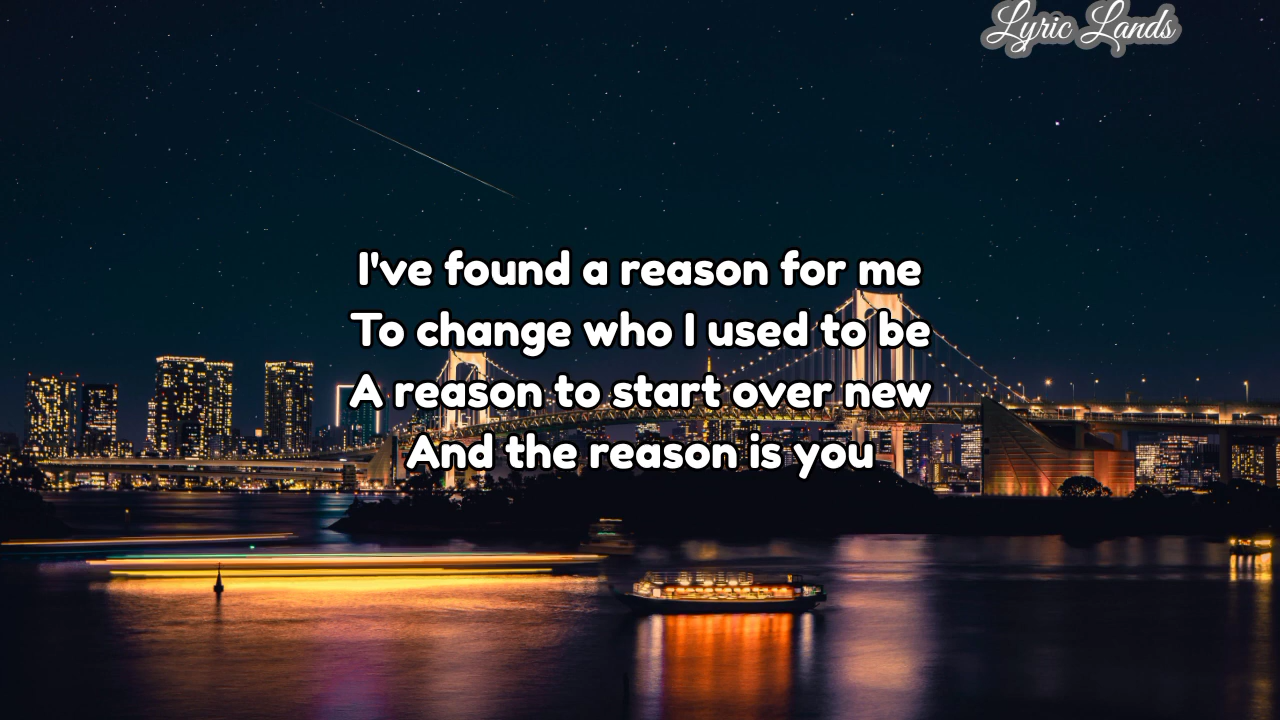 Lyric Lands
I've found a reason for me
To change who I used to be
A reason to start over new
And the reason is you